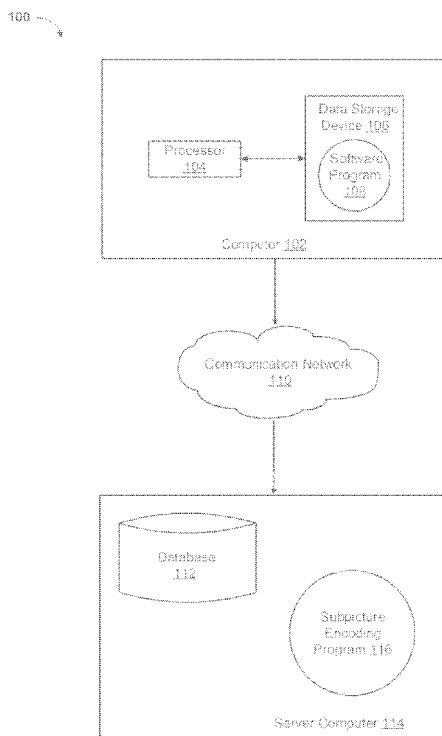 100
Data Storage
Device 106
Processor
104
Software
Program
108
Computer 102
Communication Network
110
Database
112
Subpicture
Encoding
Program 116
Server Computer 114